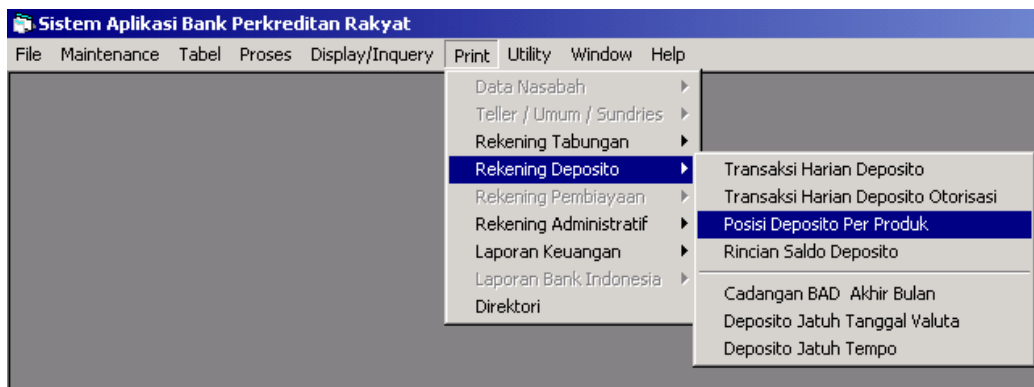 Sistem Aplikasi Bank Perkreditan Rakyat
File Maintenance Tabel Proses Display/Inquery Print Utility Window Help
Data Nasabah
Teller / Umum / Sundries
Rekening Tabungan
Rekening Deposito
Rekening Pembiayaan
Rekening Administratif
Laporan Keuangan
Laporan Bank Indonesia
Direktori
Transaksi Harian Deposito
Transaksi Harian Deposito Otorisasi
Posisi Deposito Per Produk
Rincian Saldo Deposito
Cadangan BAD Akhir Bulan
Deposito Jatuh Tanggal Valuta
Deposito Jatuh Tempo